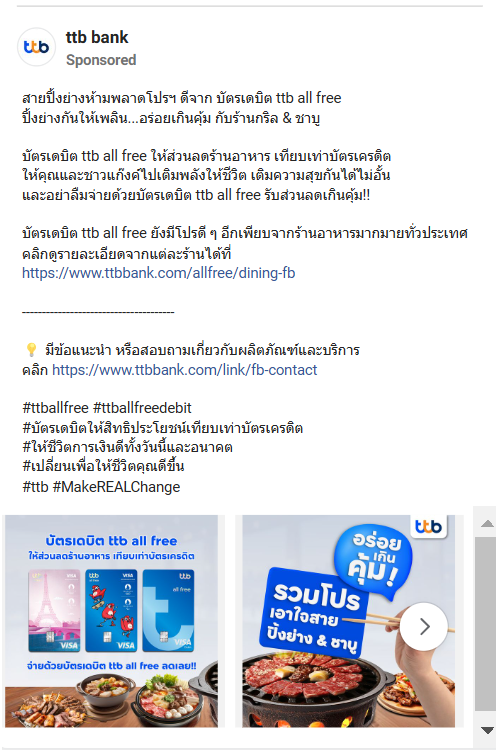 ttb
ttb bank
Sponsored
สายปิ้งย่างห้ามพลาดโปรฯ ดีจาก บัตรเดบิต ttb all free
ปิ้งย่างกันให้เพลิน...อร่อยเกินคุ้ม กับร้านกริล & ชาบู
บัตรเดบิต ttb all free ให้ส่วนลดร้านอาหาร เทียบเท่าบัตรเครดิต
ให้คุณและชาวแก๊งค์ไปเติมพลังให้ชีวิต เติมความสุขกันได้ไม่อั้น
และอย่าลืมจ่ายด้วยบัตรเดบิต ttb all free รับส่วนลดเกินคุ้ม!!
บัตรเดบิต ttb all free ยังมีโปรดี ๆ อีกเพียบจากร้านอาหารมากมายทั่วประเทศ
คลิกดูรายละเอียดจากแต่ละร้านได้ที่
https://www.ttbbank.com/allfree/dining-fb
--------------------------------------
💡 มีข้อแนะนำ หรือสอบถามเกี่ยวกับผลิตภัณฑ์และบริการ
คลิก https://www.ttbbank.com/link/fb-contact
#ttballfree #ttballfreedebit
#บัตรเดบิตให้สิทธิประโยชน์เทียบเท่าบัตรเครดิต
#ให้ชีวิตการเงินดีทั้งวันนี้และอนาคต
#เปลี่ยนเพื่อให้ชีวิตคุณดีขึ้น
#ttb #MakeREALChange
บัตรเดบิต ttb all free
ให้ส่วนลดร้านอาหาร เทียบเท่าบัตรเครดิต
ttb
all free
VISA
VISA
ttb
VISA
ttb
all free
VISA
จ่ายด้วยบัตรเดบิต ttb all free ลดเลย!!
ttb
อร่อย
เกิน
คุ้ม!
รวมโปร
เอาใจสาย
ปิ้งย่าง & ชาบู